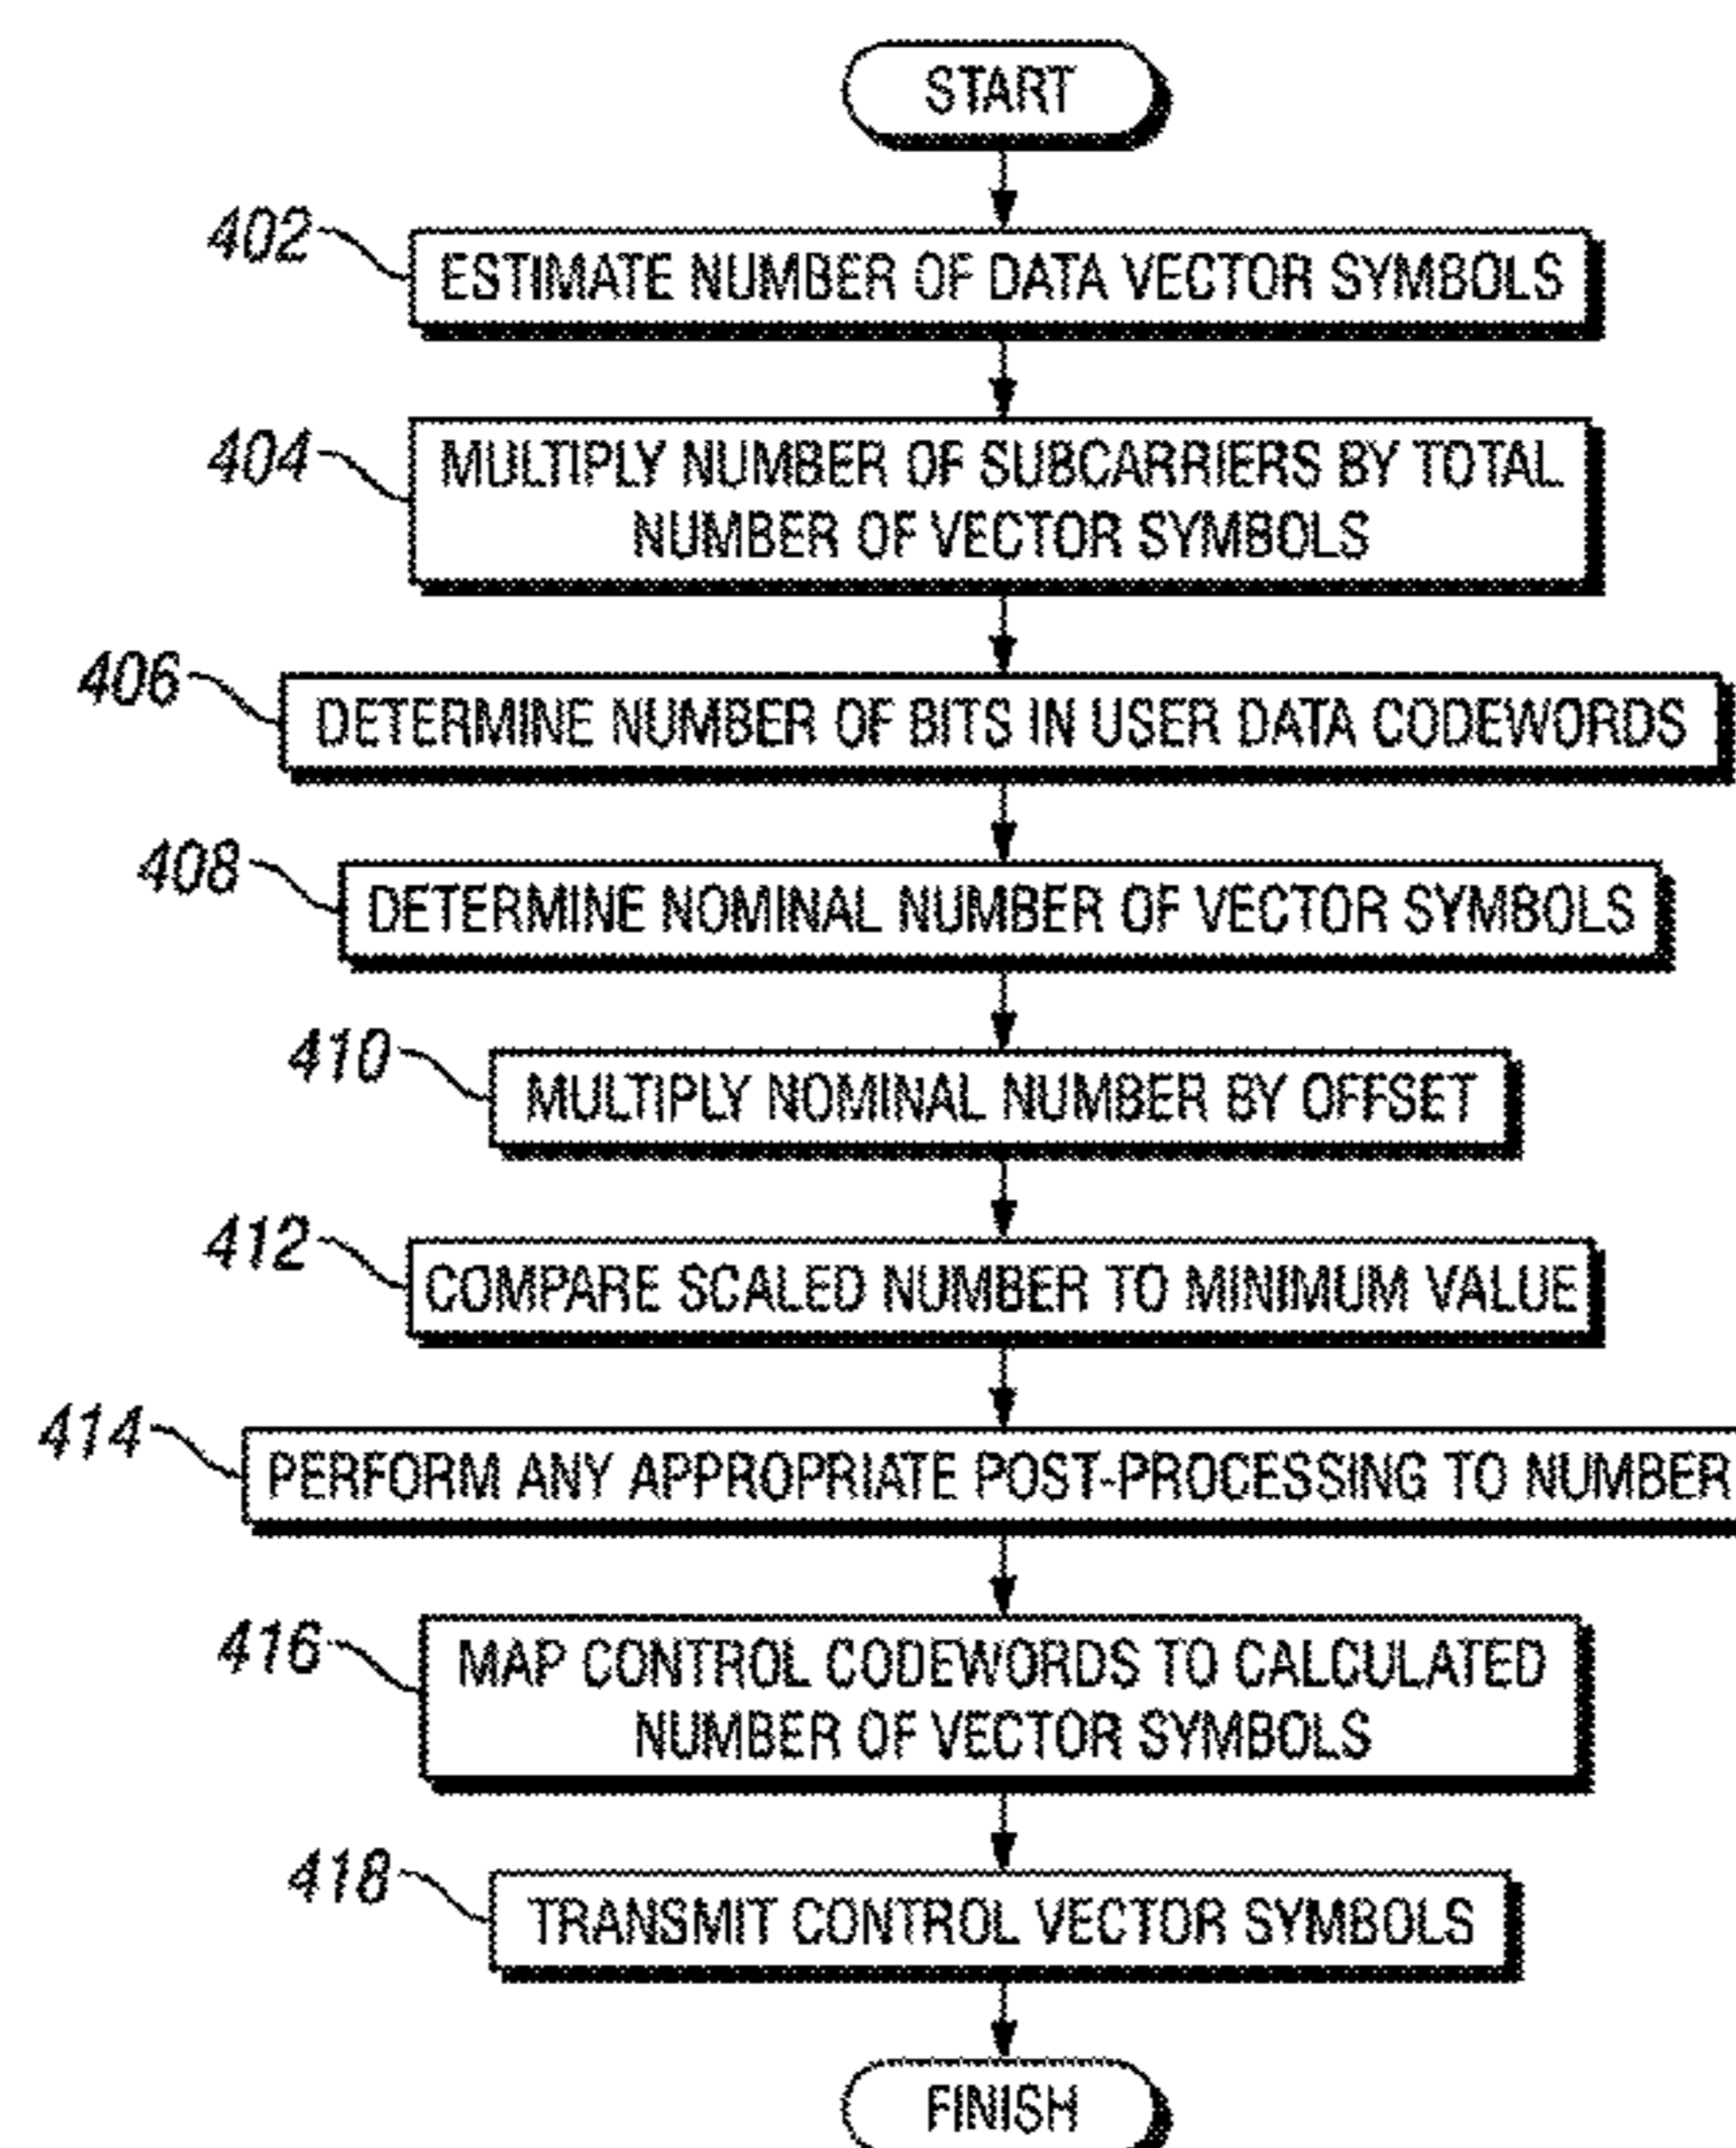 START
402
ESTIMATE NUMBER OF DATA VECTOR SYMBOLS
404
MULTIPLY NUMBER OF SUBCARRIERS BY TOTAL
NUMBER OF VECTOR SYMBOLS
406
DETERMINE NUMBER OF BITS IN USER DATA CODEWORDS
408
DETERMINE NOMINAL NUMBER OF VECTOR SYMBOLS
410
MULTIPLY NOMINAL NUMBER BY OFFSET
412
COMPARE SCALED NUMBER TO MINIMUM VALUE
414
PERFORM ANY APPROPRIATE POST-PROCESSING TO NUMBER
416
MAP CONTROL CODEWORDS TO CALCULATED
NUMBER OF VECTOR SYMBOLS
418
TRANSMIT CONTROL VECTOR SYMBOLS
FINISH